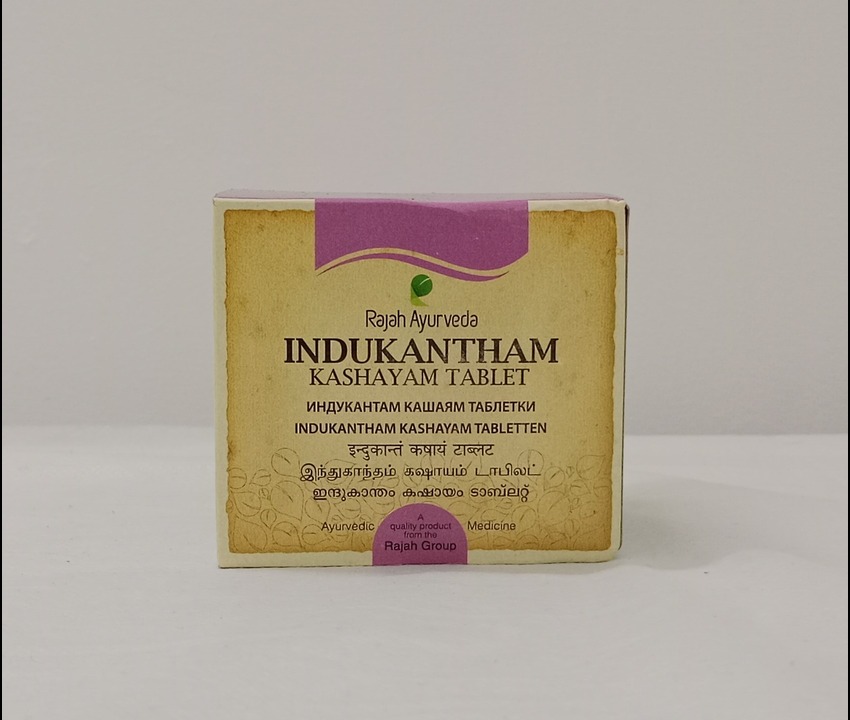 Rajah Ayurveda
INDUKANTHAM
KASHAYAM TABLET
ИНДУКАНТАМ КАШАЯМ ТАБЛЕТКИ
INDUKANTHAM KASHAYAM TABLETTEN
इन्दुकान्तं कषायं टाब्लट
இந்துகாந்தம் கஷாயம் டாபிலட்
ഇന്ദുകാന്തം കഷായം ടാബ്ലറ്റ്
Ayurvedic Medicine
A
quality product
from the
Rajah Group